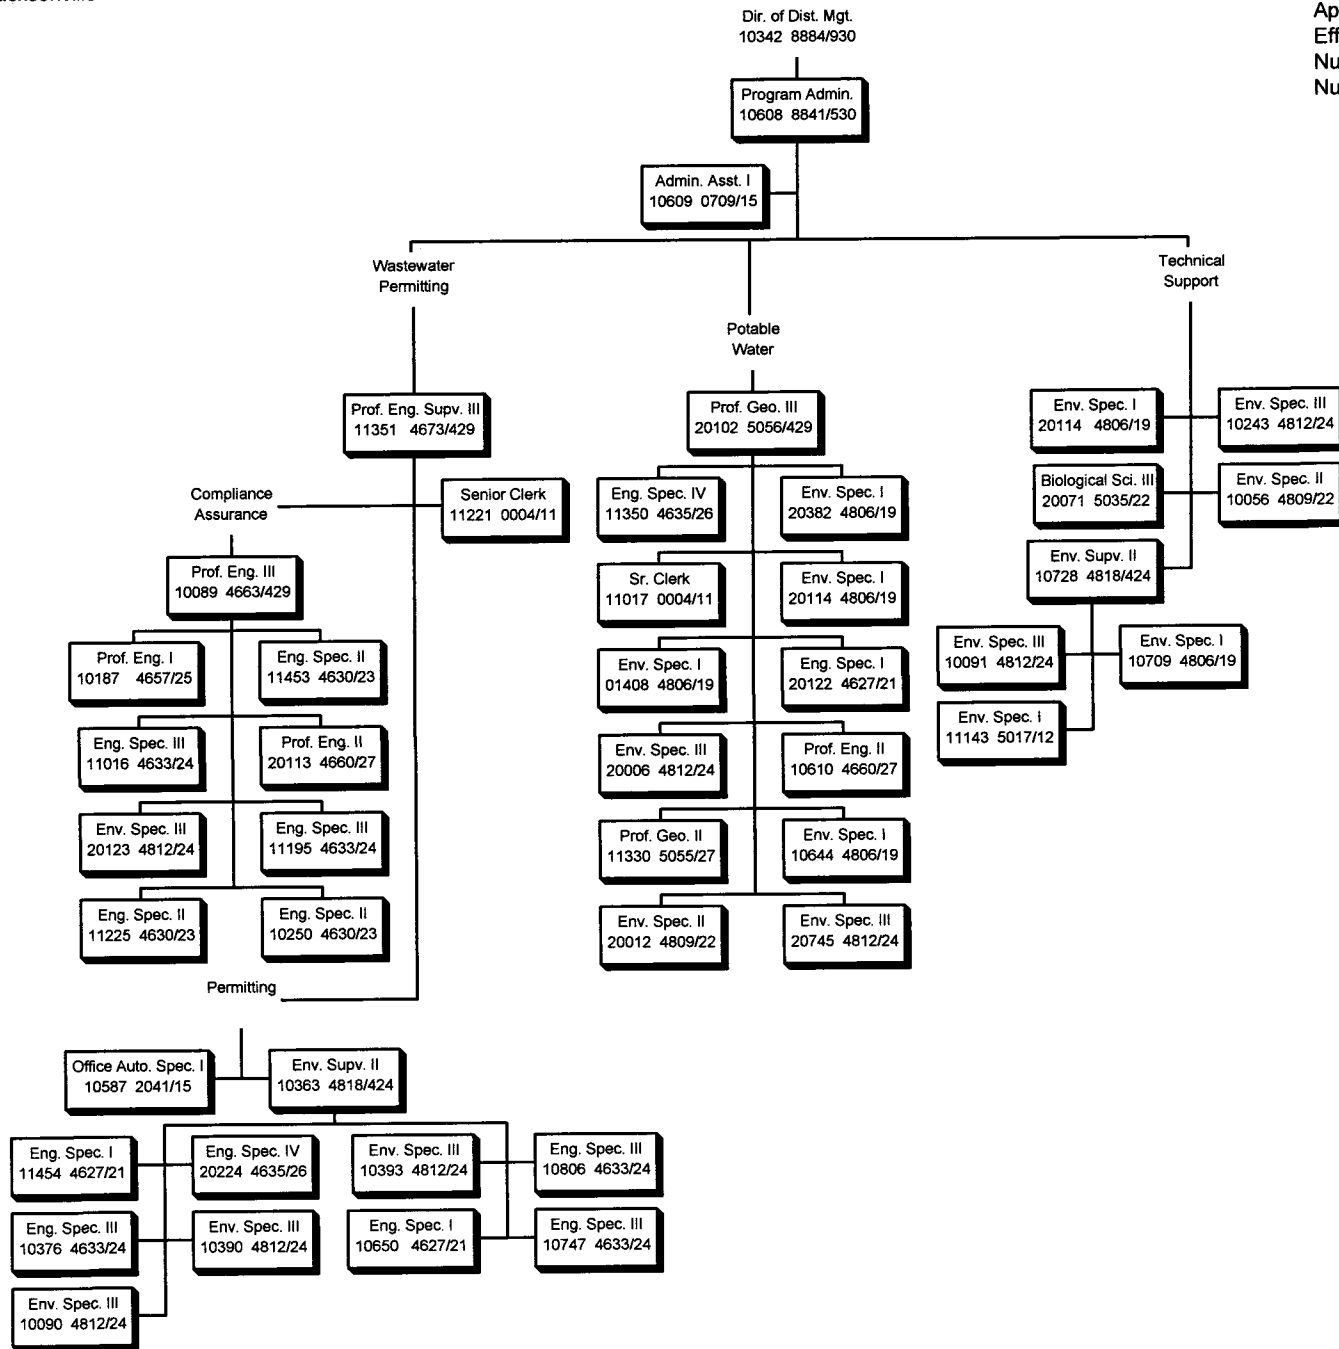 Dir. of Dist. Mgt.
10342 8884/930
Ap
Eff
Nu
Nu
Program Admin.
10608 8841/530
Admin. Asst. I
10609 0709/15
Wastewater
Permitting
Potable
Water
Technical
Support
Prof. Eng. Supv. III
11351 4673/429
Compliance
Assurance
Senior Clerk
11221 0004/11
Prof. Eng. III
10089 4663/429
Prof. Eng. I
10187 4657/25
Eng. Spec. II
11453 4630/23
Eng. Spec. III
11016 4633/24
Prof. Eng. II
20113 4660/27
Env. Spec. III
20123 4812/24
Eng. Spec. III
11195 4633/24
Eng. Spec. II
11225 4630/23
Eng. Spec. II
10250 4630/23
Prof. Geo. III
20102 5056/429
Eng. Spec. IV
11350 4635/26
Env. Spec. I
20382 4806/19
Sr. Clerk
11017 0004/11
Env. Spec. I
20114 4806/19
Env. Spec. I
01408 4806/19
Eng. Spec. I
20122 4627/21
Env. Spec. III
20006 4812/24
Prof. Eng. II
10610 4660/27
Prof. Geo. II
11330 5055/27
Env. Spec. I
10644 4806/19
Env. Spec. II
20012 4809/22
Env. Spec. III
20745 4812/24
Env. Spec. I
20114 4806/19
Env. Spec. III
10243 4812/24
Biological Sci. III
20071 5035/22
Env. Spec. II
10056 4809/22
Env. Supv. II
10728 4818/424
Env. Spec. III
10091 4812/24
Env. Spec. I
10709 4806/19
Env. Spec. I
11143 5017/12
Permitting
Office Auto. Spec. I
10587 2041/15
Env. Supv. II
10363 4818/424
Eng. Spec. I
11454 4627/21
Eng. Spec. IV
20224 4635/26
Env. Spec. III
10393 4812/24
Eng. Spec. III
10806 4633/24
Eng. Spec. III
10376 4633/24
Env. Spec. III
10390 4812/24
Eng. Spec. I
10650 4627/21
Eng. Spec. III
10747 4633/24
Env. Spec. III
10090 4812/24